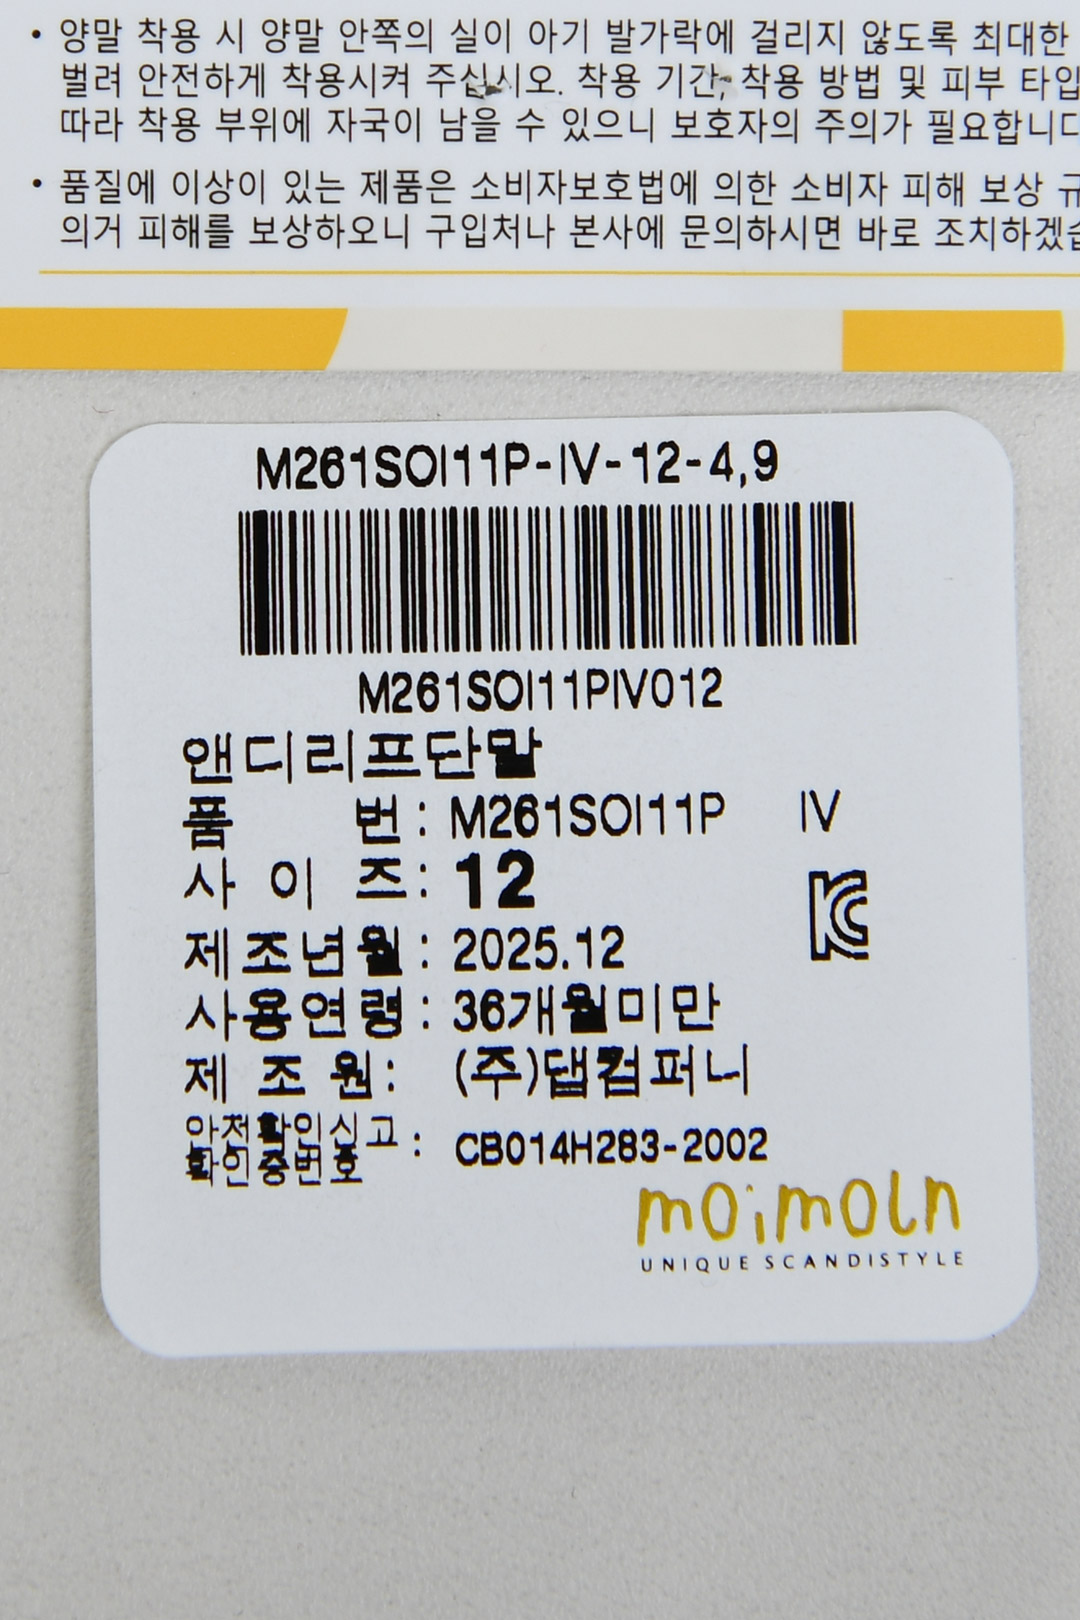 • 양말 착용 시 양말 안쪽의 실이 아기 발가락에 걸리지 않도록 최대한
벌려 안전하게 착용시켜 주십시오. 착용 기간, 착용 방법 및 피부 타입
따라 착용 부위에 자국이 남을 수 있으니 보호자의 주의가 필요합니다
• 품질에 이상이 있는 제품은 소비자보호법에 의한 소비자 피해 보상 규
의거 피해를 보상하오니 구입처나 본사에 문의하시면 바로 조치하겠습
M261SOI11P-IV-12-4,9
M261SOI11PIV012
앤디리프단말
품 번 : M261SOI11P IV
사 이 즈 : 12
제조년월 : 2025.12
사용연령 : 36개월미만
제 조 원 : (주)댑컴퍼니
안전확인신고
확인증번호 : CB014H283-2002
moimoln
UNIQUE SCANDISTYLE